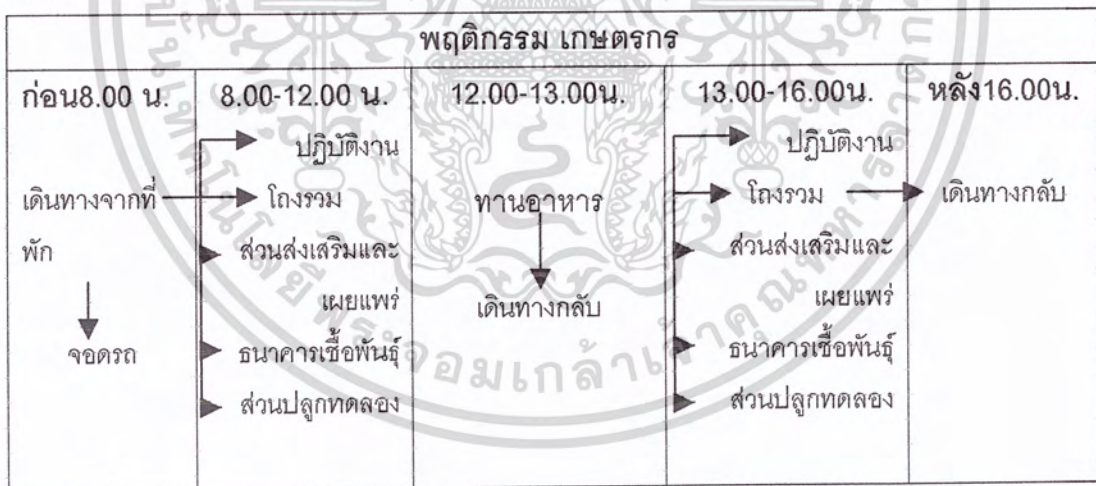 พฤติกรรม เกษตรกร
ก่อน8.00 น.
8.00-12.00 น.
12.00-13.00น.
13.00-16.00น.
หลัง16.00น.
เดินทางจากที่
พัก
จอดรถ
ปฏิบัติงาน
โถงรวม
ส่วนส่งเสริมและ
เผยแพร่
ธนาคารเชื้อพันธุ์
ส่วนปลูกทดลอง
ทานอาหาร
เดินทางกลับ
ปฏิบัติงาน
โถงรวม
ส่วนส่งเสริมและ
เผยแพร่
ธนาคารเชื้อพันธุ์
ส่วนปลูกทดลอง
เดินทางกลับ